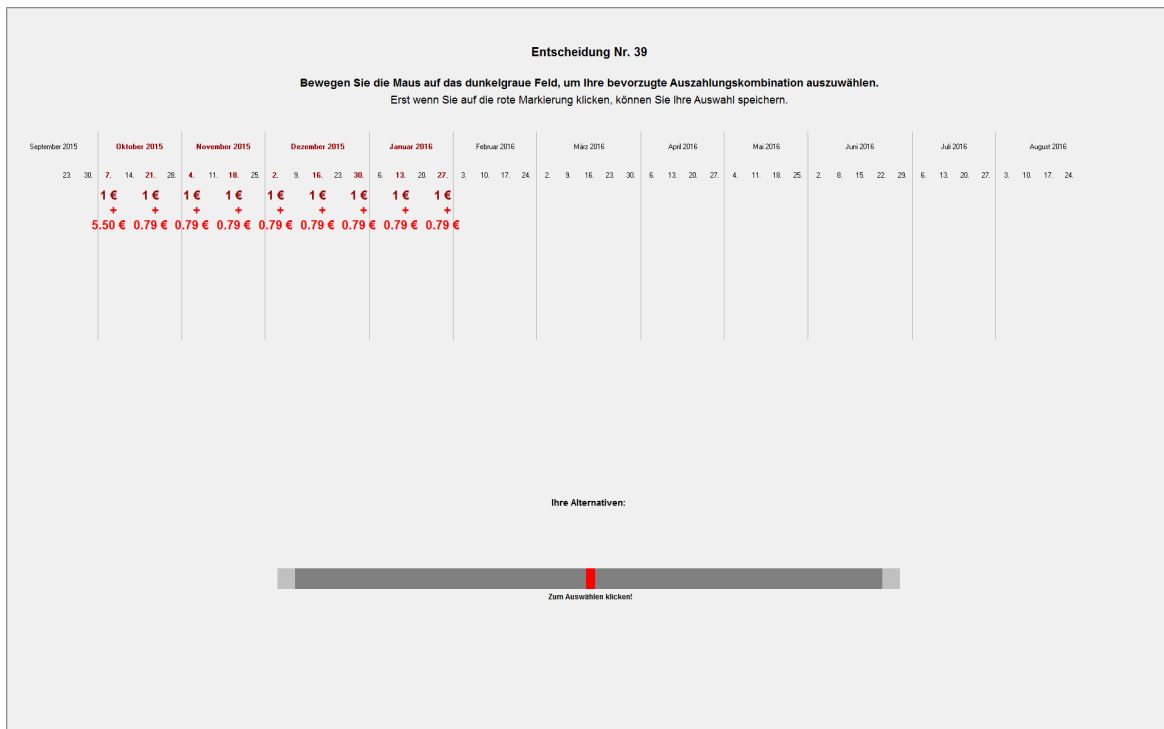 Entscheidung Nr. 39
Bewegen Sie die Maus auf das dunkelgraue Feld, um Ihre bevorzugte Auszahlungskombination auszuwählen.
Erst wenn Sie auf die rote Markierung klicken, können Sie Ihre Auswahl speichern.
September 2015 Oktober 2015 November 2015 Dezember 2015 Januar 2016 Februar 2016 März 2016 April 2016 Mai 2016 Juni 2016 Juli 2016 August 2016
23. 30. 7. 14. 21. 28. 4. 11. 18. 25. 2. 9. 16. 23. 30. 6. 13. 20. 27. 3. 10. 17. 24. 2. 9. 16. 23. 30. 6. 13. 20. 27. 4. 11. 18. 25. 2. 8. 15. 22. 29. 6. 13. 20. 27. 3. 10. 17. 24.
1 € 1 € 1 € 1 € 1 € 1 € 1 € 1 € 1 €
+ + + + + + + + +
5.50 € 0.79 € 0.79 € 0.79 € 0.79 € 0.79 € 0.79 € 0.79 € 0.79 €
Ihre Alternativen:
Zum Auswählen klicken!